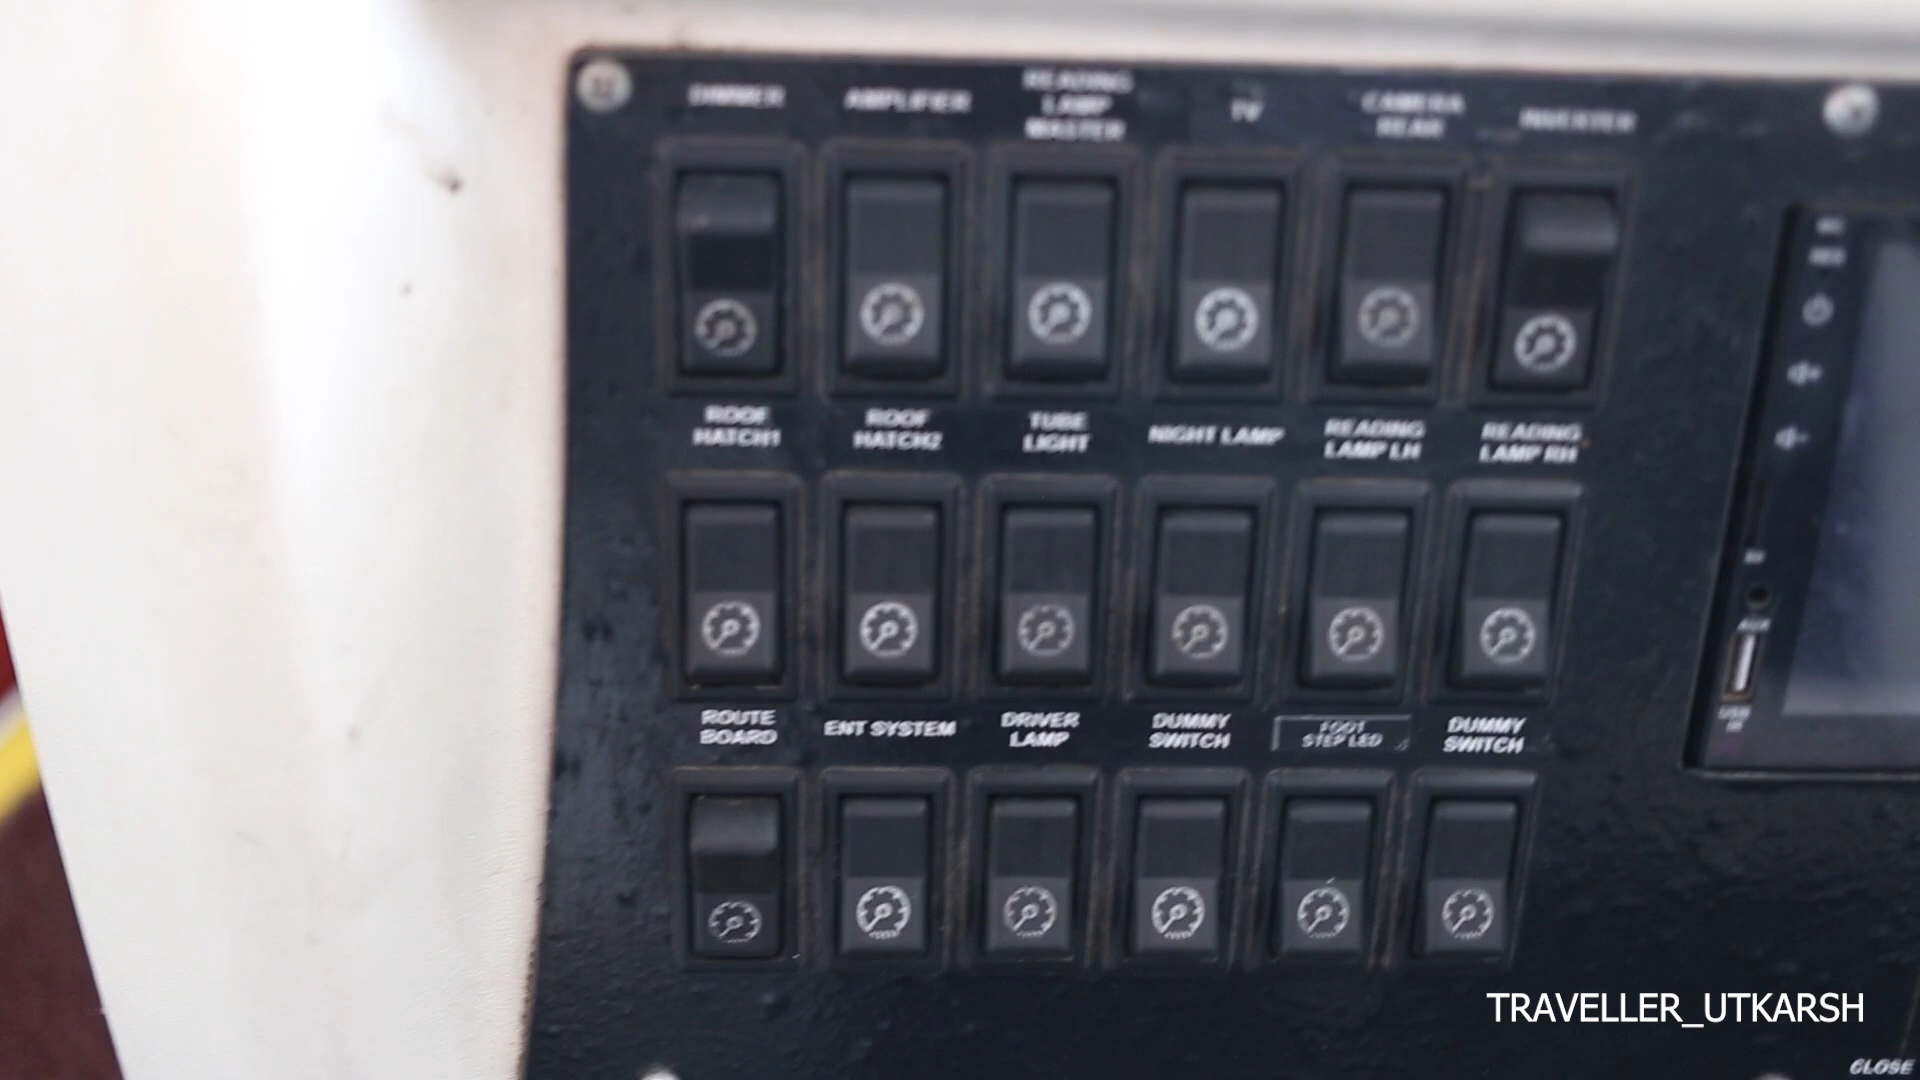 DIMMER
AMPLIFIER
READING
LAMP
MASTER
TV
CAMERA
REAR
INVERTER
ROOF
HATCH1
ROOF
HATCH2
TUBE
LIGHT
NIGHT LAMP
READING
LAMP LH
READING
LAMP RH
ROUTE
BOARD
ENT SYSTEM
DRIVER
LAMP
DUMMY
SWITCH
FOOT
STEP LED
DUMMY
SWITCH
AUX
TRAVELLER_UTKARSH
CLOSE